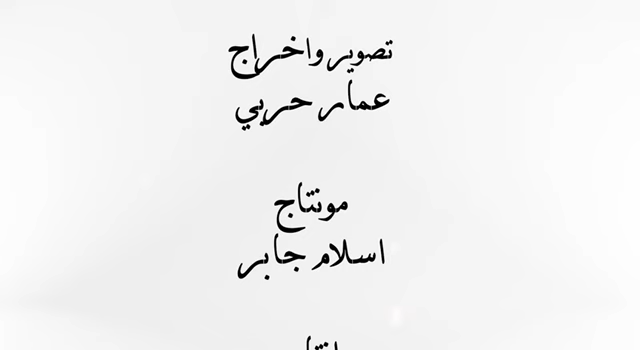 تصوير واخراج
عمار حربي
مونتاج
اسلام جابر